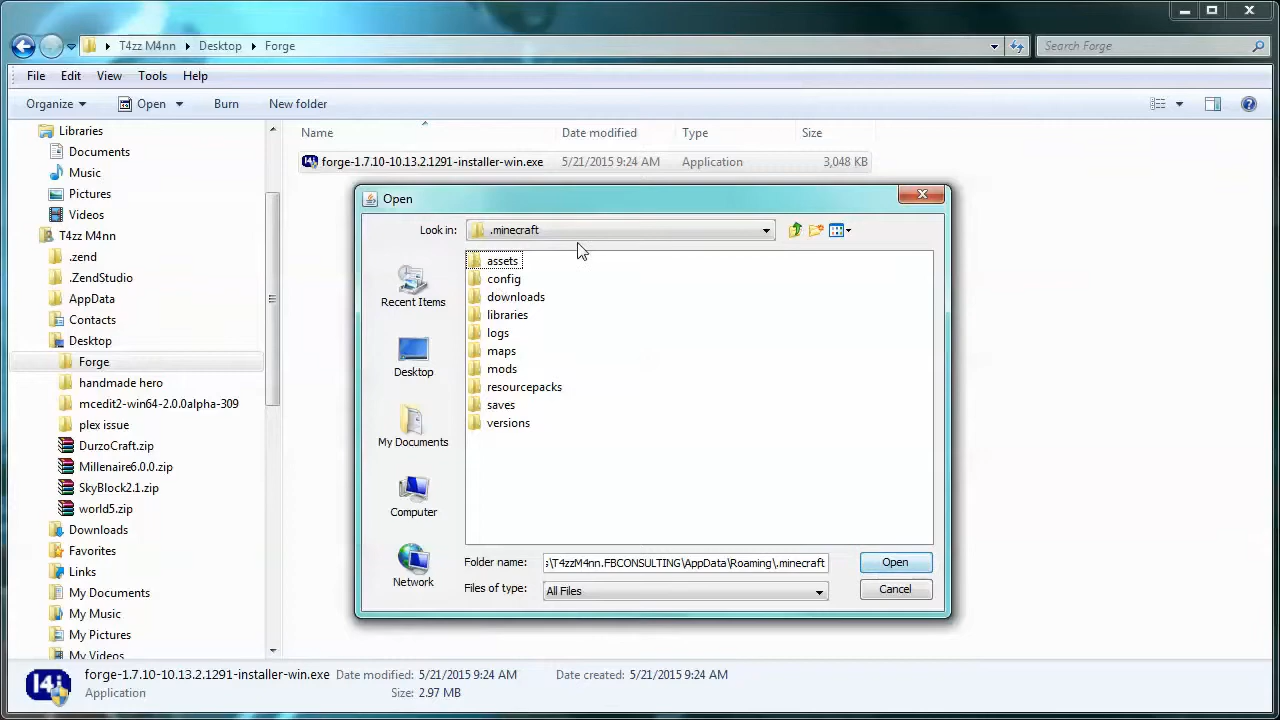 T4zz M4nn
Desktop
Forge
Search Forge
File
Edit
View
Tools
Help
Organize
Open
Burn
New folder
Libraries
Documents
Music
Pictures
Videos
T4zz M4nn
.zend
.ZendStudio
AppData
Contacts
Desktop
Forge
handmade hero
mcedit2-win64-2.0.0alpha-309
plex issue
DurzoCraft.zip
Millenaire6.0.0.zip
SkyBlock2.1.zip
world5.zip
Downloads
Favorites
Links
My Documents
My Music
My Pictures
My Videos
Name
Date modified
Type
Size
forge-1.7.10-10.13.2.1291-installer-win.exe
5/21/2015 9:24 AM
Application
3,048 KB
Open
Look in:
.minecraft
Recent Items
Desktop
My Documents
Computer
Network
assets
config
downloads
libraries
logs
maps
mods
resourcepacks
saves
versions
Folder name:
:\T4zzM4nn.FBCONSULTING\AppData\Roaming\.minecraft
Open
Files of type:
All Files
Cancel
14j
forge-1.7.10-10.13.2.1291-installer-win.exe
Date modified: 5/21/2015 9:24 AM
Date created: 5/21/2015 9:24 AM
Application
Size: 2.97 MB